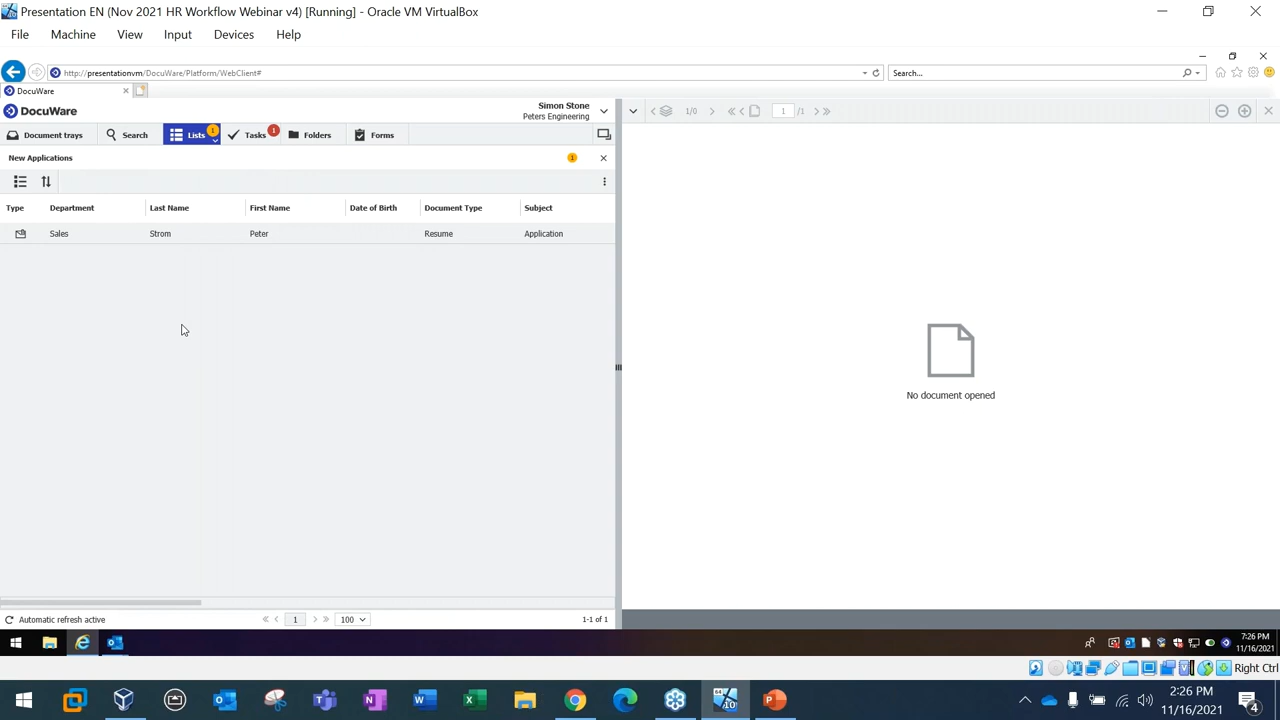 Presentation EN (Nov 2021 HR Workflow Webinar v4) [Running] - Oracle VM VirtualBox
File Machine View Input Devices Help
http://presentationvm/DocuWare/Platform/WebClient#
Search...
DocuWare
DocuWare
Simon Stone
Peters Engineering
1/0
1 /1
Document trays Search Lists 1 Tasks 1 Folders Forms
New Applications 1
Type Department Last Name First Name Date of Birth Document Type Subject
Sales Strom Peter Resume Application
No document opened
Automatic refresh active
1
100
1-1 of 1
7:26 PM
11/16/2021
Right Ctrl
2:26 PM
11/16/2021
4